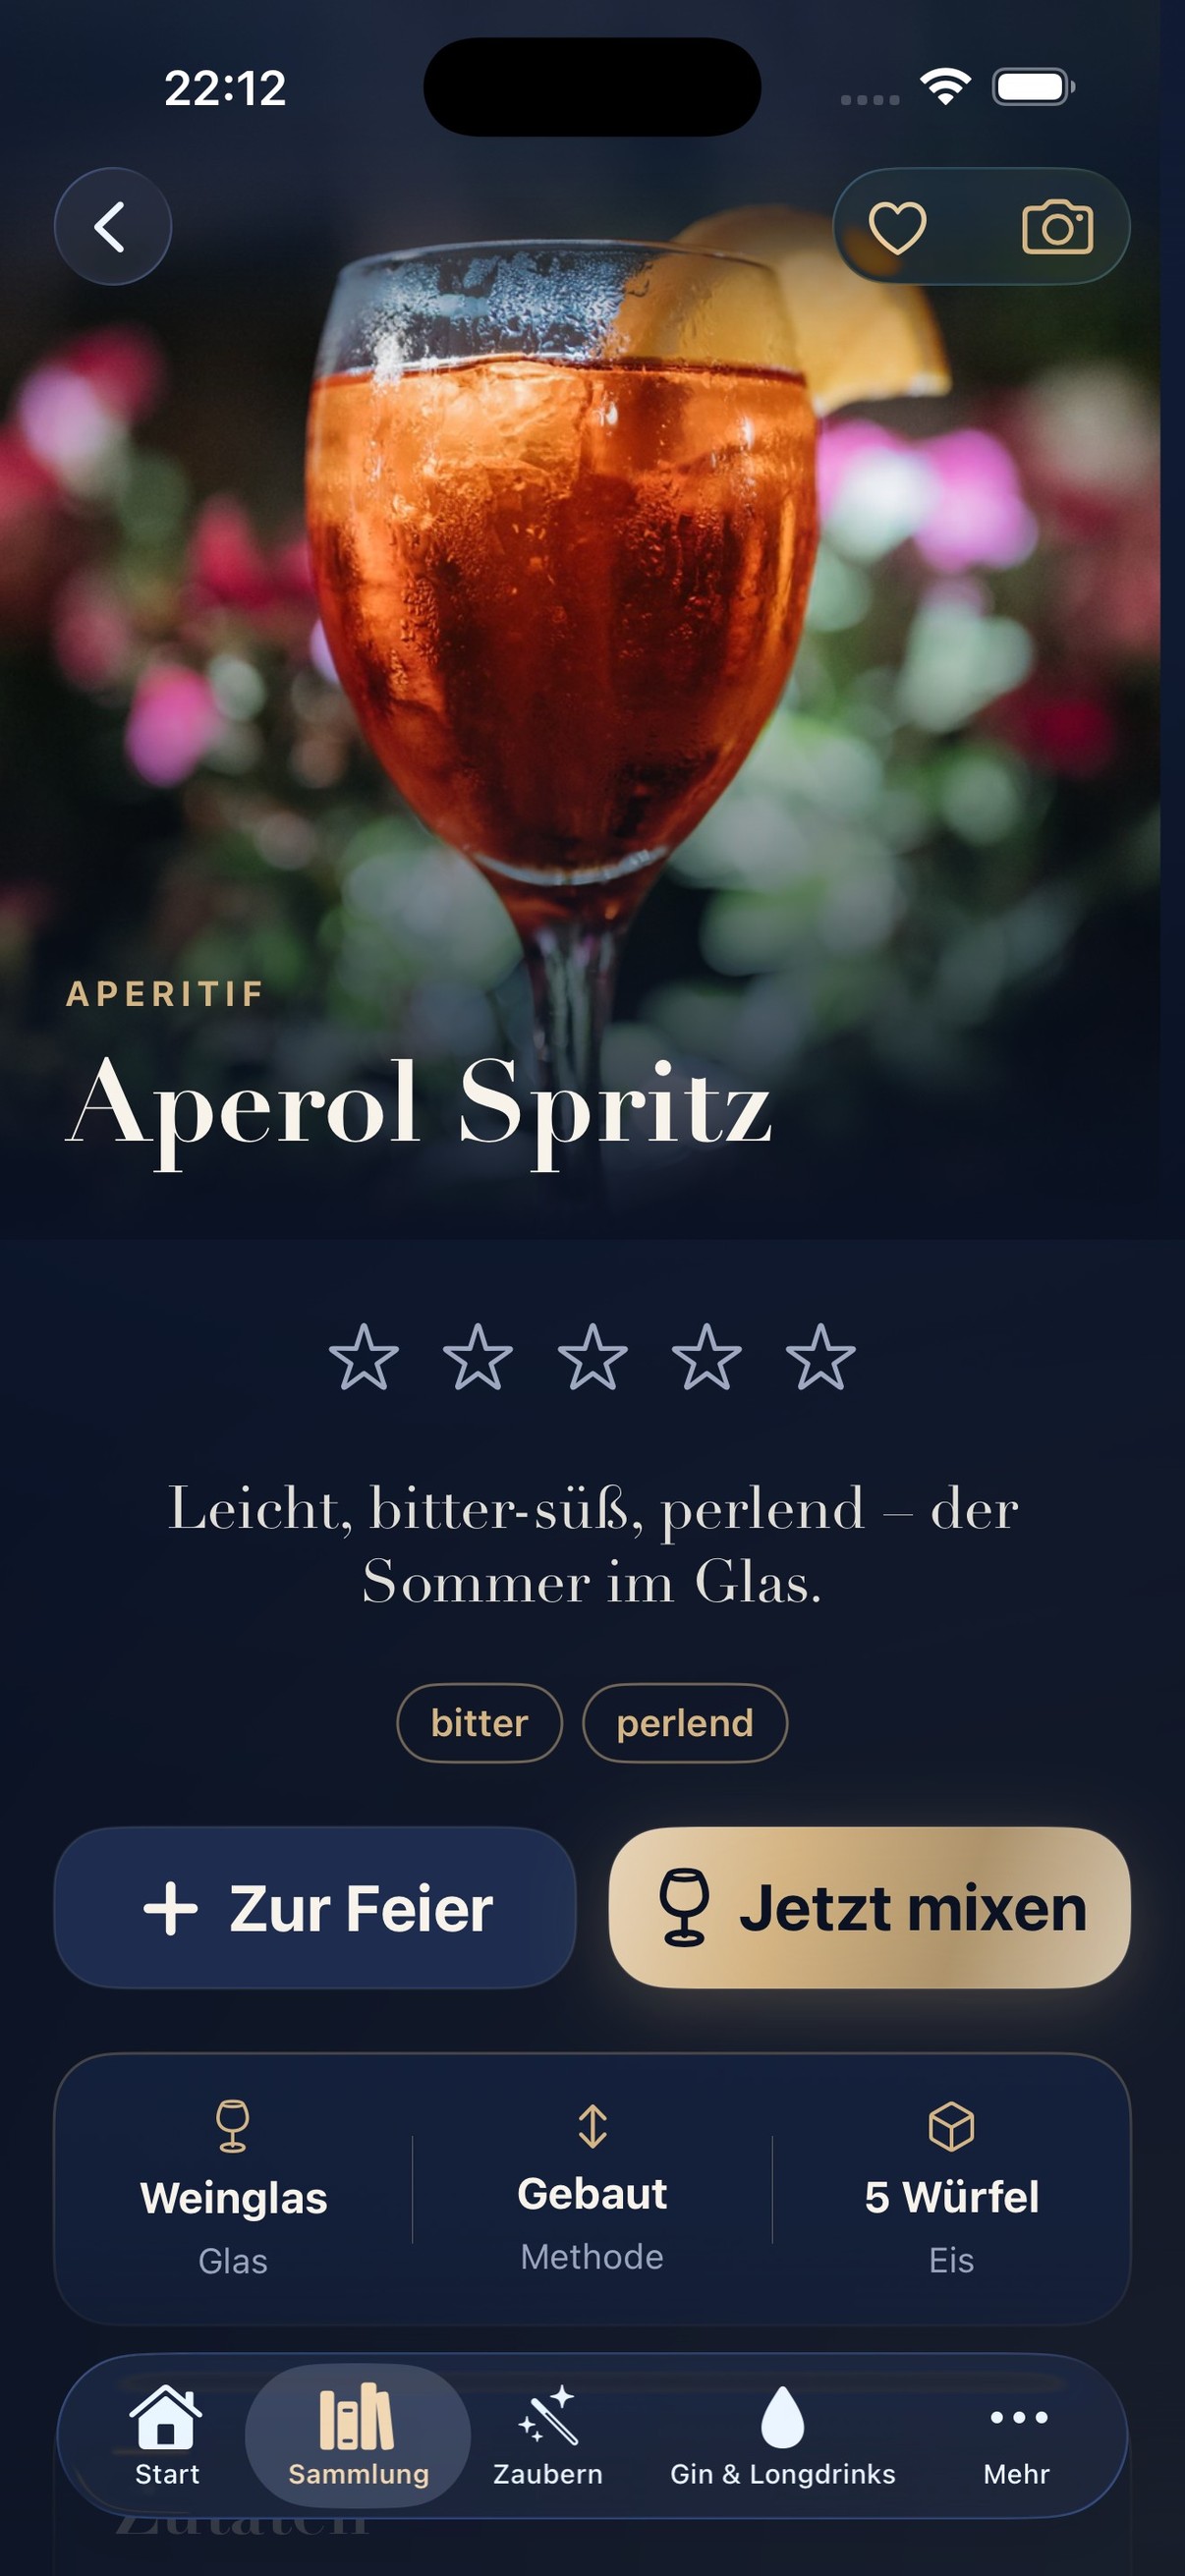 22:12
APERITIF
Aperol Spritz
Leicht, bitter-süß, perlend – der
Sommer im Glas.
bitter
perlend
Zur Feier
Jetzt mixen
Weinglas
Gebaut
5 Würfel
Glas
Methode
Eis
Start
Sammlung
Zaubern
Gin & Longdrinks
Mehr
Zutaten